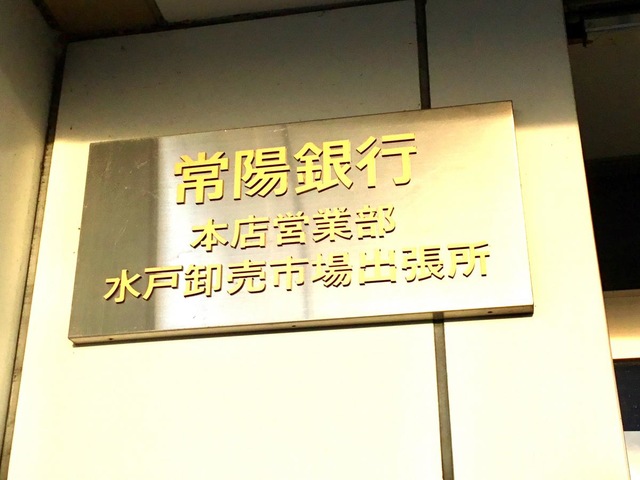 常陽銀行
本店営業部
水戸卸売市場出張所